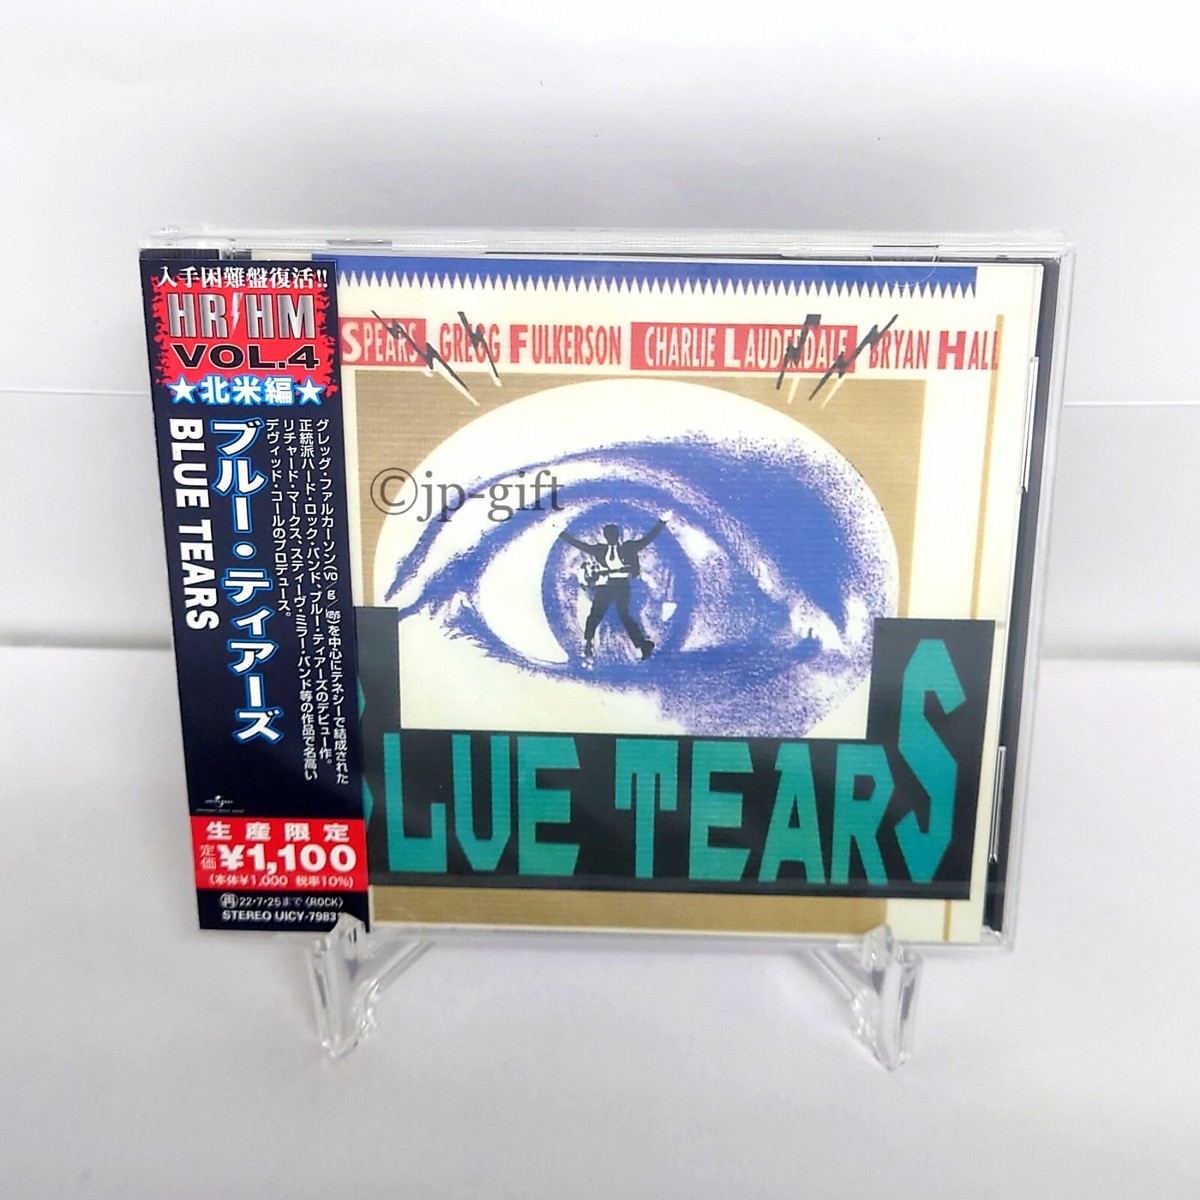 入手困難盤復活!!
HR/HM
VOL.4
★北米編★
グレッグ・ファルカーソン(vo、g/key)を中心にテネシーで結成された
正統派ハード・ロック・バンド、ブルー・ティアーズのデビュー作。
リチャード・マークス、スティーヴ・ミラー・バンド等の作品で名高い
デヴィッド・コールのプロデュース。
ブルー・ティアーズ
BLUE TEARS
生産限定
定価 ¥1,100
(本体¥1,000 税率10%)
再 22・7・25まで 〈ROCK〉
STEREO UICY-7983
SPEARS GREGG FULKERSON CHARLIE LAUDERDALE BRYAN HALL
©jp-gift
BLUE TEARS